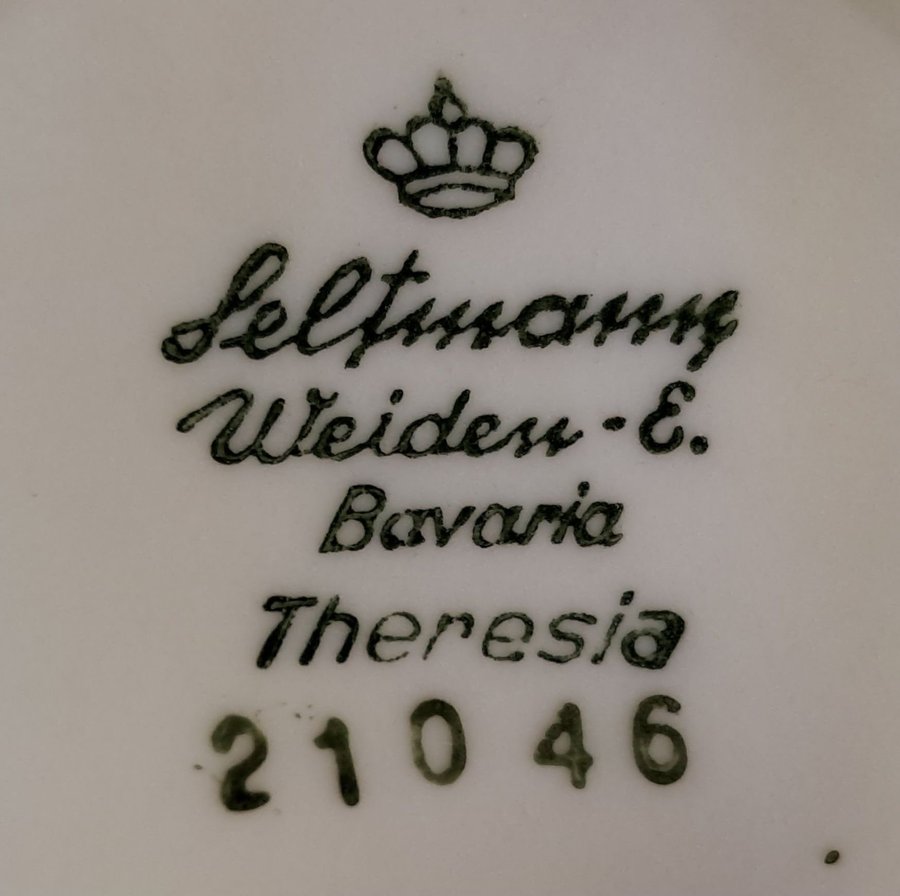 Seltmann
Weiden-E.
Bavaria
Theresia
21046